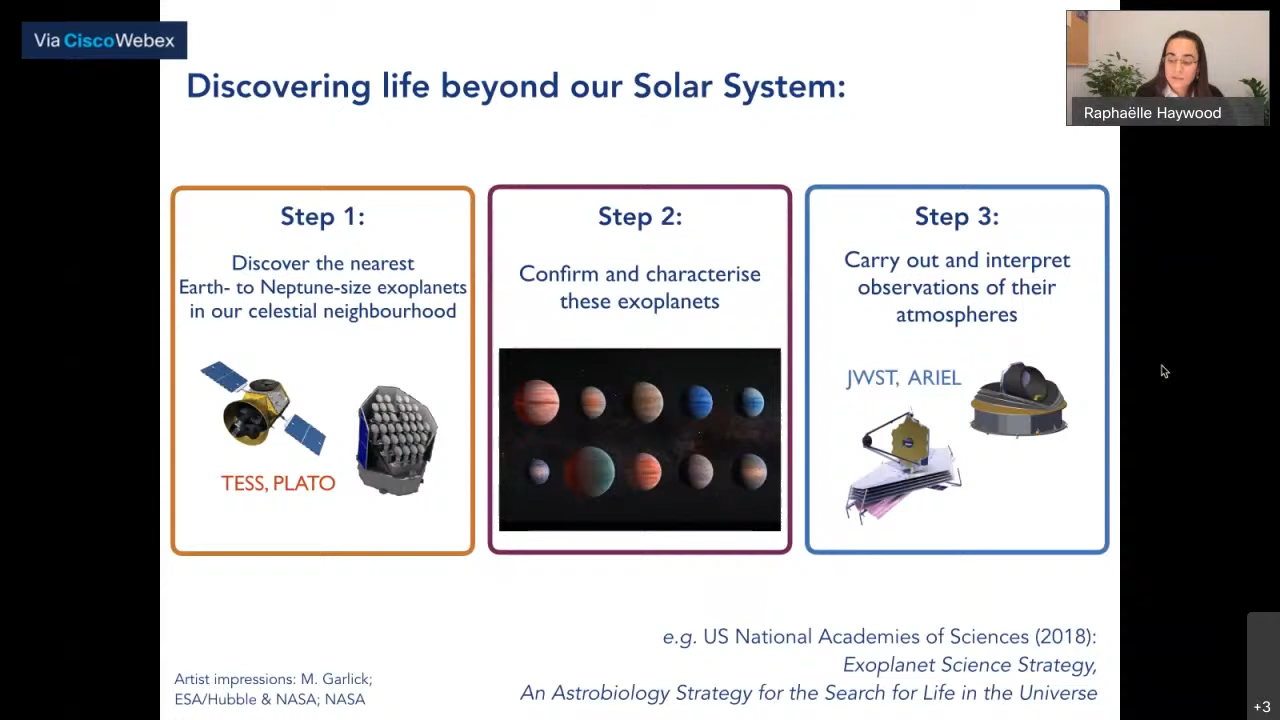 Via Cisco Webex
Discovering life beyond our Solar System:
Raphaëlle Haywood
Step 1:
Discover the nearest
Earth- to Neptune-size exoplanets
in our celestial neighbourhood
TESS, PLATO
Step 2:
Confirm and characterise
these exoplanets
Step 3:
Carry out and interpret
observations of their
atmospheres
JWST, ARIEL
e.g. US National Academies of Sciences (2018):
Exoplanet Science Strategy,
An Astrobiology Strategy for the Search for Life in the Universe
Artist impressions: M. Garlick;
ESA/Hubble & NASA; NASA
+3